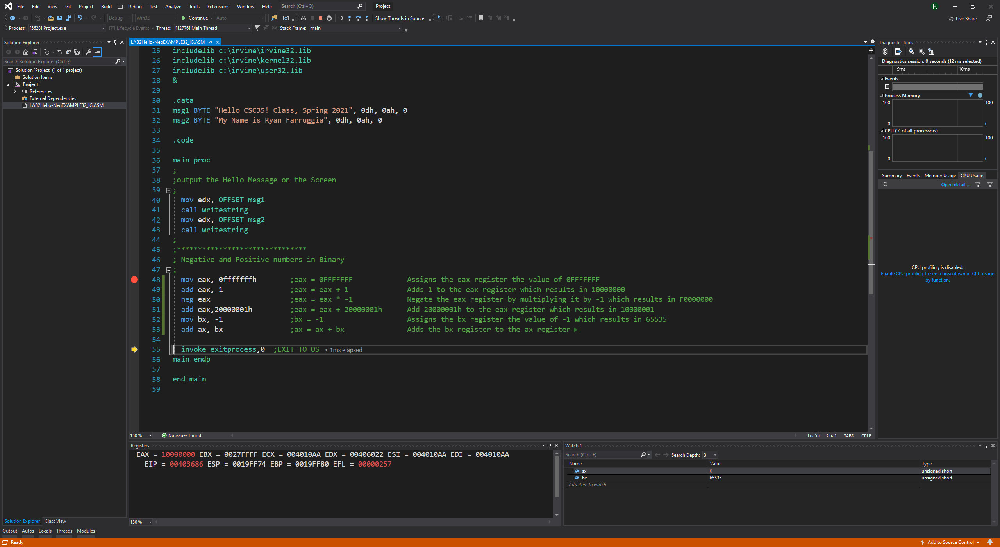 File Edit View Git Project Build Debug Test Analyze Tools Extensions Window Help Search (Ctrl+Q) Project R
Debug Win32 Continue Auto Show Threads in Source Live Share
Process: [5628] Project.exe Lifecycle Events Thread: [12776] Main Thread Stack Frame: main
Solution Explorer
Search Solution Explorer (Ctrl+;)
Solution 'Project' (1 of 1 project)
Solution Items
Project
References
External Dependencies
LAB2Hello-NegEXAMPLE32_IG.ASM
Solution Explorer Class View
LAB2Hello-NegEXAMPLE32_IG.ASM
25 includelib c:\irvine\irvine32.lib
26 includelib c:\irvine\kernel32.lib
27 includelib c:\irvine\user32.lib
28 &
29
30 .data
31 msg1 BYTE "Hello CSC35! Class, Spring 2021", 0dh, 0ah, 0
32 msg2 BYTE "My Name is Ryan Farruggia", 0dh, 0ah, 0
33
34 .code
35
36 main proc
37 ;
38 ;output the Hello Message on the Screen
39 ;
40 mov edx, OFFSET msg1
41 call writestring
42 mov edx, OFFSET msg2
43 call writestring
44 ;
45 ;*******************************
46 ; Negative and Positive numbers in Binary
47 ;
48 mov eax, 0fffffffh ;eax = 0FFFFFFF Assigns the eax register the value of 0FFFFFFF
49 add eax, 1 ;eax = eax + 1 Adds 1 to the eax register which results in 10000000
50 neg eax ;eax = eax * -1 Negate the eax register by multiplying it by -1 which results in F0000000
51 add eax,20000001h ;eax = eax + 20000001h Add 20000001h to the eax register which results in 10000001
52 mov bx, -1 ;bx = -1 Assigns the bx register the value of -1 which results in 65535
53 add ax, bx ;ax = ax + bx Adds the bx register to the ax register
54
55 invoke exitprocess,0 ;EXIT TO OS ≤ 1ms elapsed
56 main endp
57
58 end main
59
150 % No issues found Ln: 55 Ch: 1 TABS CRLF
Registers
EAX = 10000000 EBX = 0027FFFF ECX = 004010AA EDX = 00406022 ESI = 004010AA EDI = 004010AA
EIP = 00403686 ESP = 0019FF74 EBP = 0019FF80 EFL = 00000257
150 %
Watch 1
Search (Ctrl+E) Search Depth: 3
Name Value Type
ax 0 unsigned short
bx 65535 unsigned short
Add item to watch
Diagnostic Tools
Diagnostics session: 0 seconds (12 ms selected)
9ms 10ms
Events
Process Memory
100 100
0 0
CPU (% of all processors)
100 100
0 0
Summary Events Memory Usage CPU Usage
Open details...
CPU profiling is disabled.
Enable CPU profiling to see a breakdown of CPU usage
by function.
Output Autos Locals Threads Modules
Ready Add to Source Control